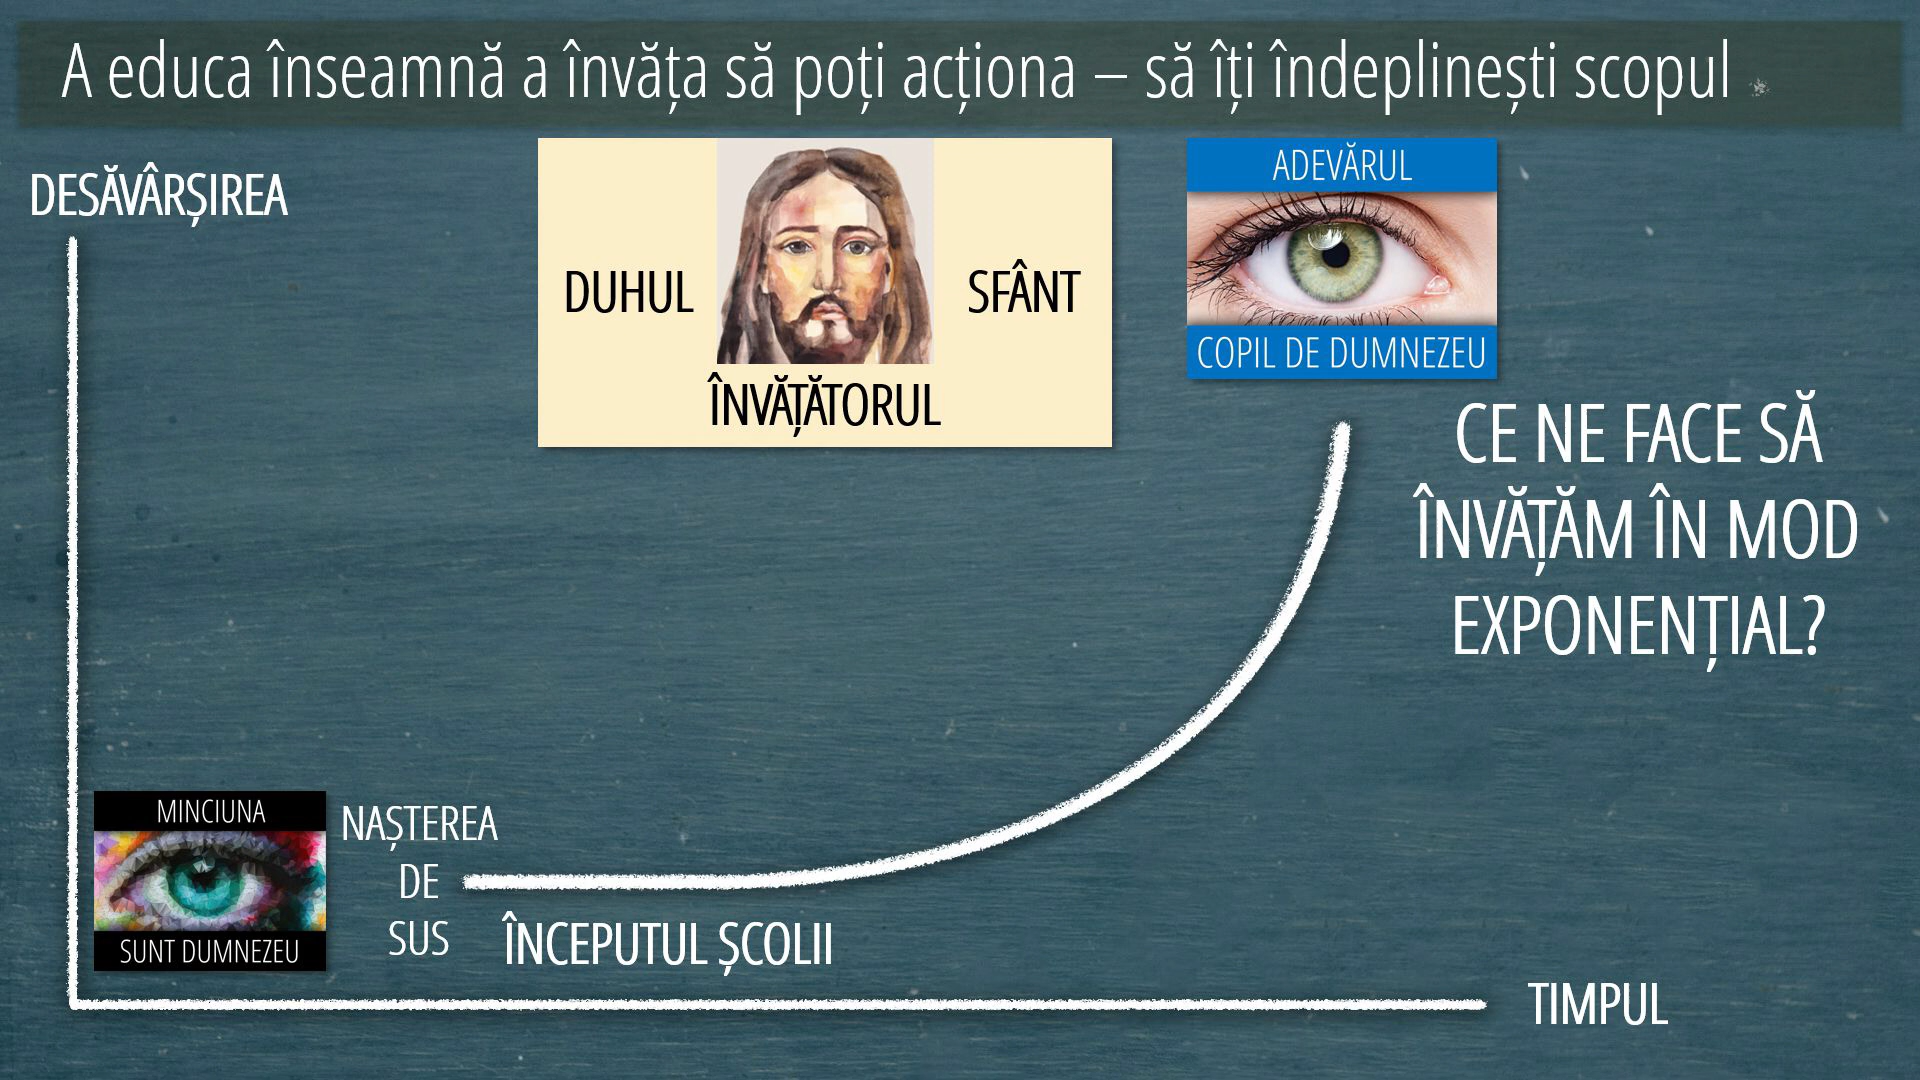 A educa înseamnă a învăța să poți acționa – să îți îndeplinești scopul
DESĂVÂRȘIREA
DUHUL SFÂNT
ÎNVĂȚĂTORUL
ADEVĂRUL
COPIL DE DUMNEZEU
CE NE FACE SĂ
ÎNVĂȚĂM ÎN MOD
EXPONENȚIAL?
MINCIUNA
SUNT DUMNEZEU
NAȘTEREA
DE
SUS
ÎNCEPUTUL ȘCOLII
TIMPUL